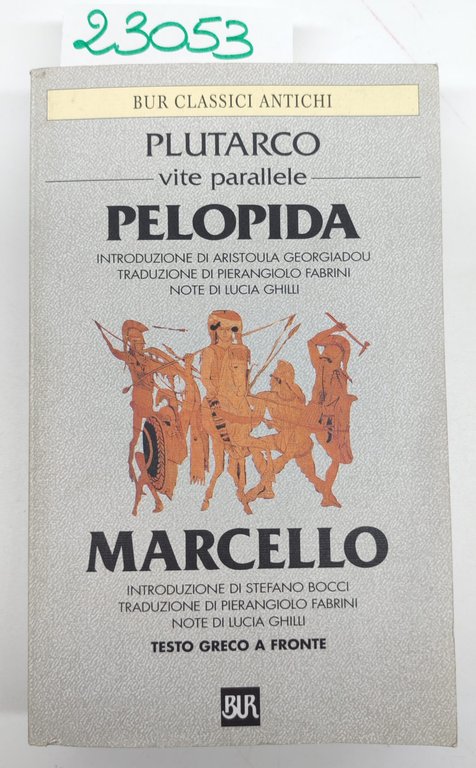 23053
BUR CLASSICI ANTICHI
PLUTARCO
vite parallele
PELOPIDA
INTRODUZIONE DI ARISTOULA GEORGIADOU
TRADUZIONE DI PIERANGIOLO FABRINI
NOTE DI LUCIA GHILLI
MARCELLO
INTRODUZIONE DI STEFANO BOCCI
TRADUZIONE DI PIERANGIOLO FABRINI
NOTE DI LUCIA GHILLI
TESTO GRECO A FRONTE
BUR